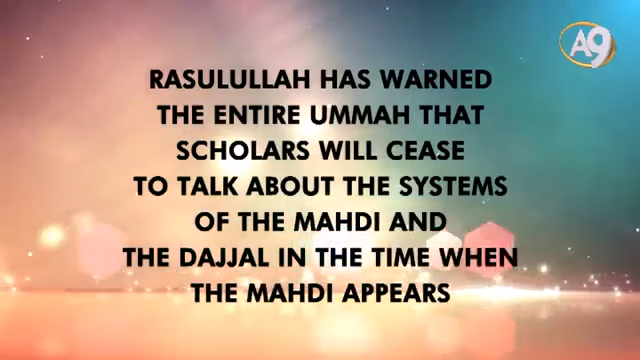 A9
RASULULLAH HAS WARNED
THE ENTIRE UMMAH THAT
SCHOLARS WILL CEASE
TO TALK ABOUT THE SYSTEMS
OF THE MAHDI AND
THE DAJJAL IN THE TIME WHEN
THE MAHDI APPEARS